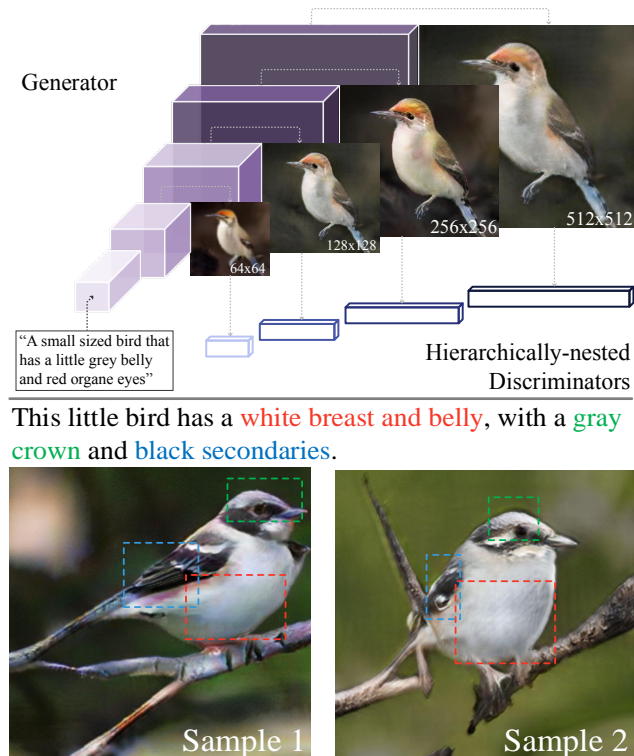 Generator
64x64
128x128
256x256
512x512
“A small sized bird that
has a little grey belly
and red organe eyes”
Hierarchically-nested
Discriminators
This little bird has a white breast and belly, with a gray
crown and black secondaries.
Sample 1
Sample 2